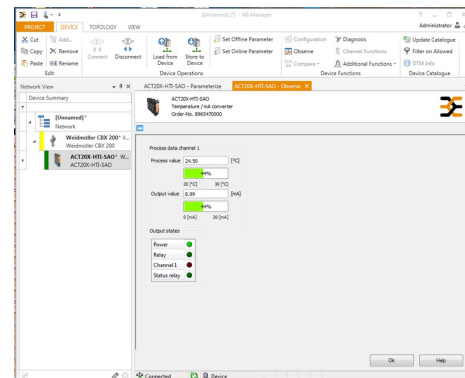 [Unnamed] (*) - WI-Manager
PROJECT DEVICE TOPOLOGY VIEW
Administrator
Cut Add...
Copy Remove
Paste Rename
Edit
Connect Disconnect
Load from Device Store to Device
Set Offline Parameter
Set Online Parameter
Device Operations
Configuration Diagnosis
Observe Channel Functions
Compare Additional Functions
Device Functions
Update Catalogue
Filter on Allowed
DTM Info
Device Catalogue
Network View
Device Summary
[Unnamed]*
Network
Weidmüller CBX 200*
Weidmüller CBX 200
ACT20X-HTI-SAO* W...
ACT20X-HTI-SAO
ACT20X-HTI-SAO - Parameterize ACT20X-HTI-SAO - Observe
ACT20X-HTI-SAO
Temperature / mA converter
Order-No. 8965470000
Process data channel 1
Process value 24.50 [°C]
44%
20 [°C] 30 [°C]
Output value 8.99 [mA]
44%
0 [mA] 20 [mA]
Output states
Power
Relay
Channel 1
Status relay
Ok Help
Connected Device